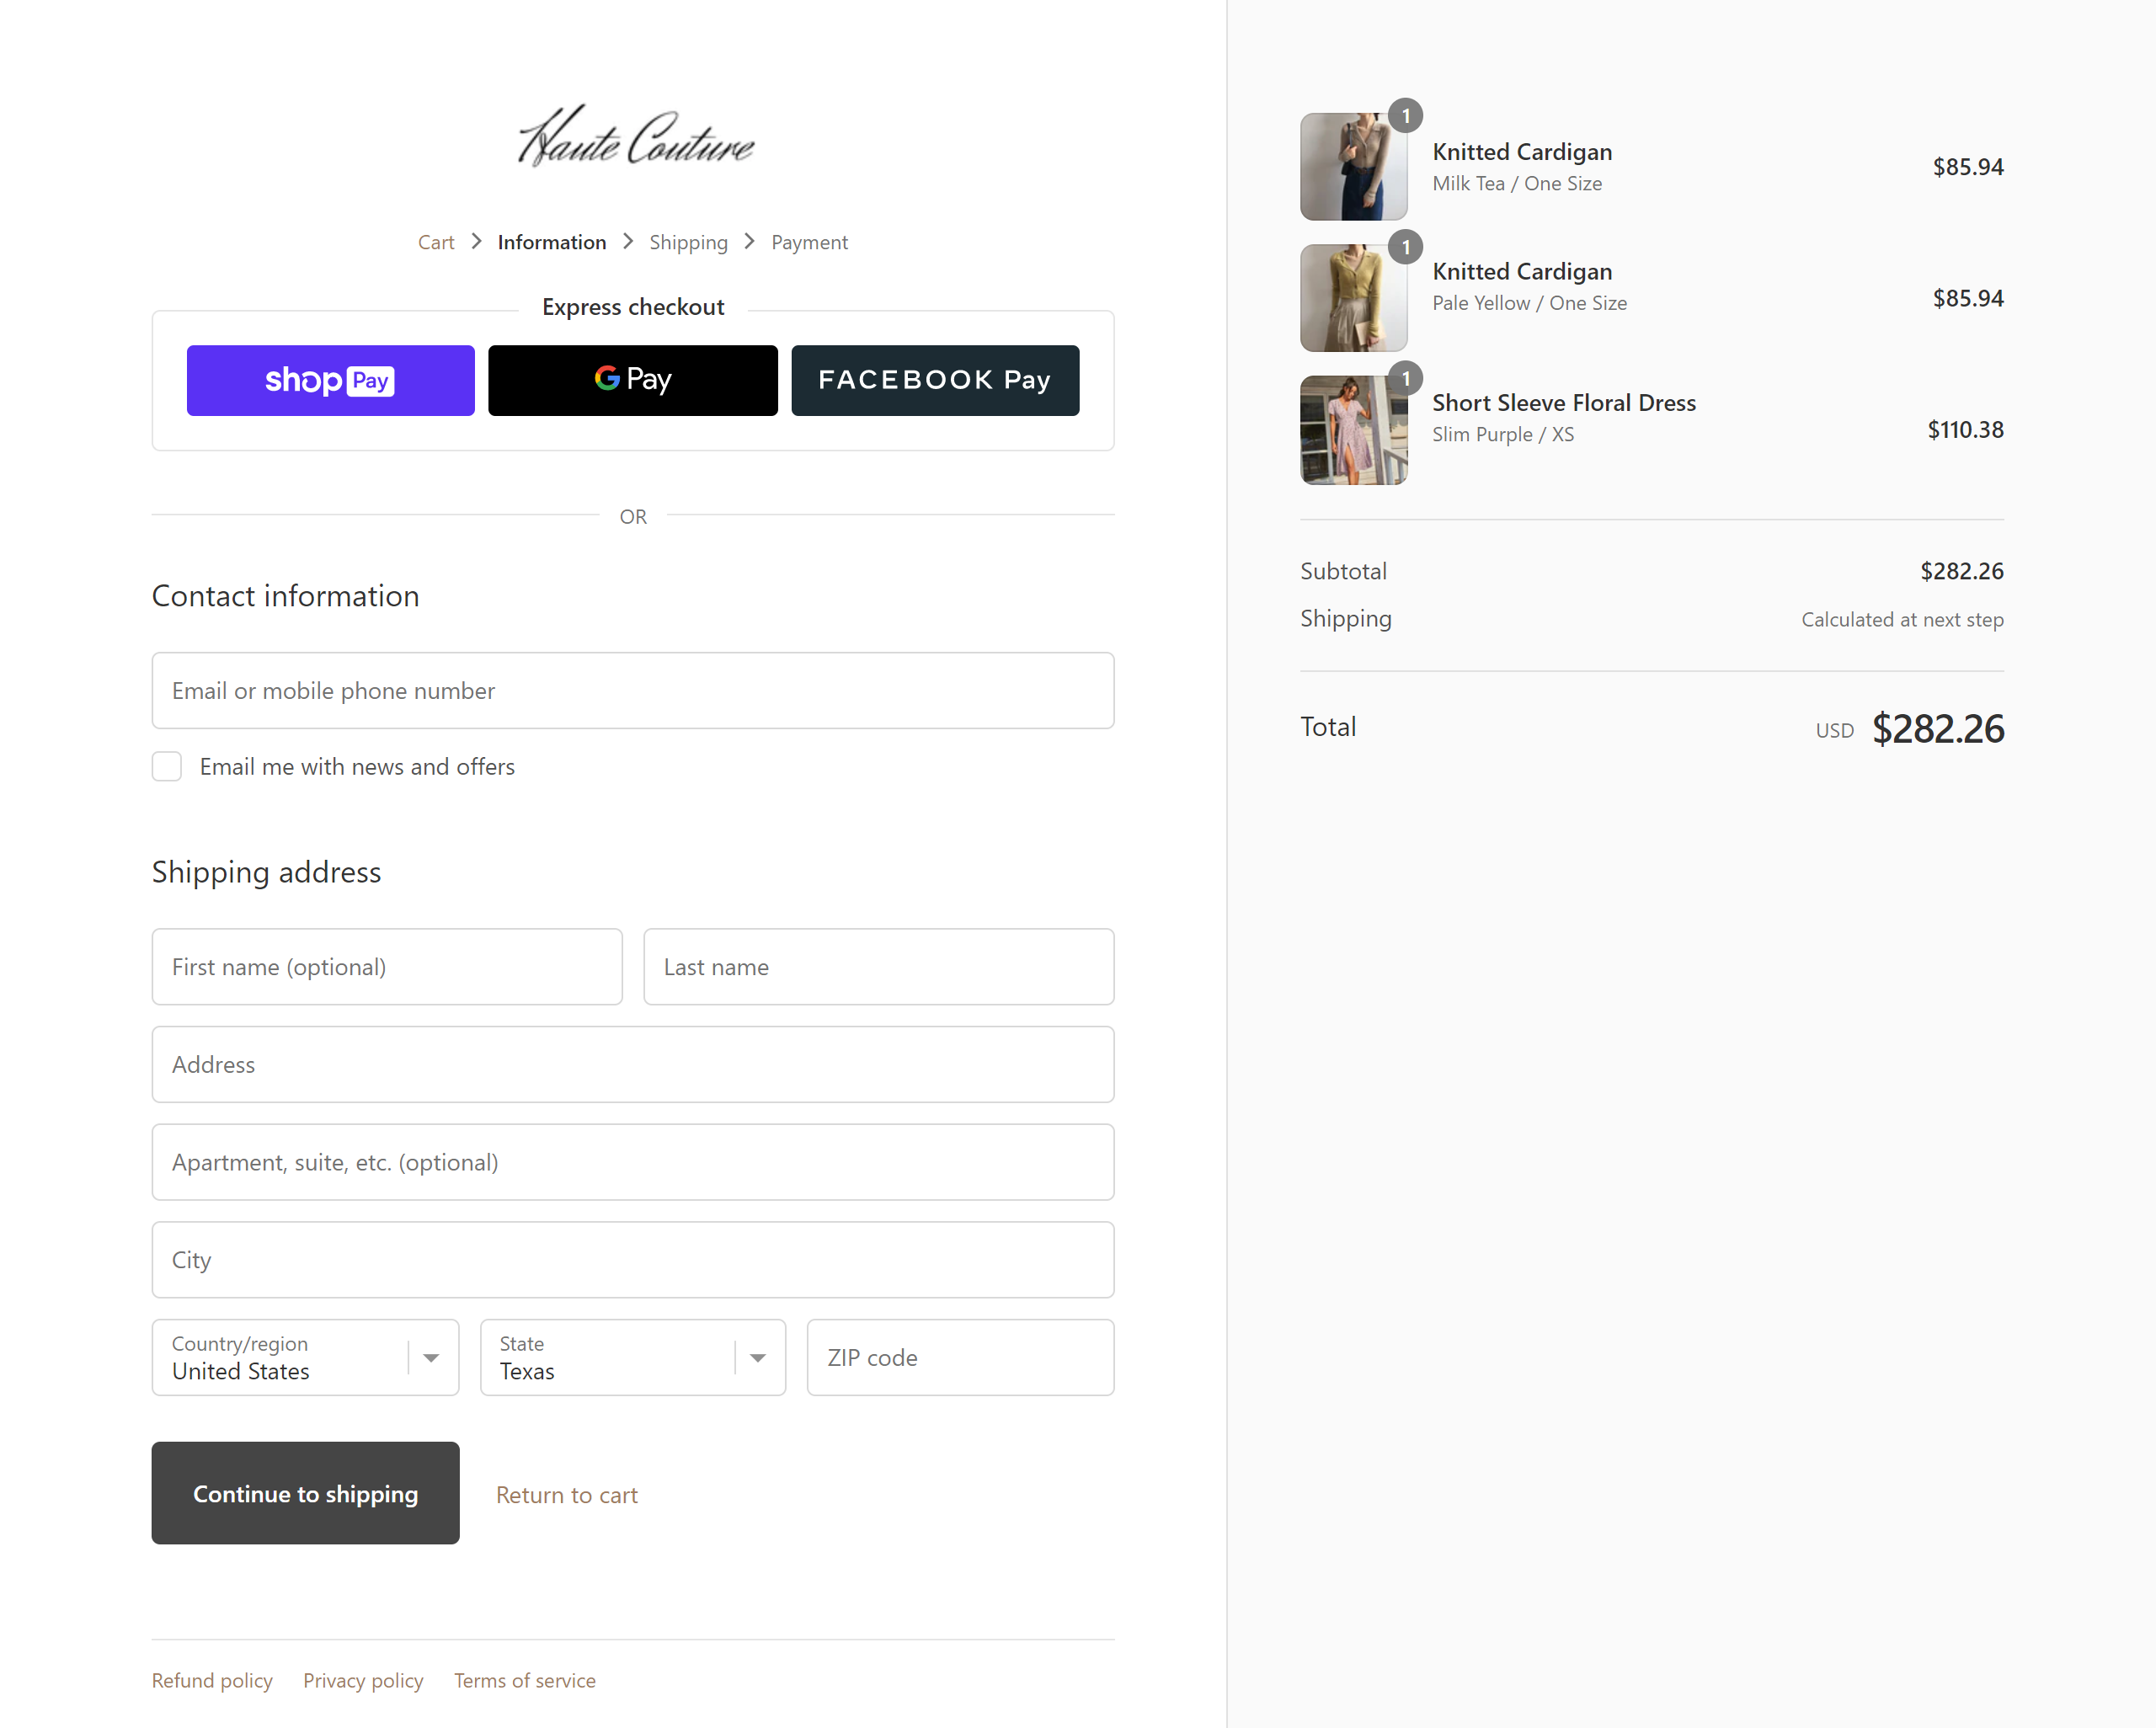 Haute Couture
Cart > Information > Shipping > Payment
Express checkout
shop Pay
G Pay
FACEBOOK Pay
OR
Contact information
Email or mobile phone number
Email me with news and offers
Shipping address
First name (optional)
Last name
Address
Apartment, suite, etc. (optional)
City
Country/region
United States
State
Texas
ZIP code
Continue to shipping
Return to cart
Refund policy
Privacy policy
Terms of service
1
Knitted Cardigan
Milk Tea / One Size
$85.94
1
Knitted Cardigan
Pale Yellow / One Size
$85.94
1
Short Sleeve Floral Dress
Slim Purple / XS
$110.38
Subtotal
$282.26
Shipping
Calculated at next step
Total
USD $282.26